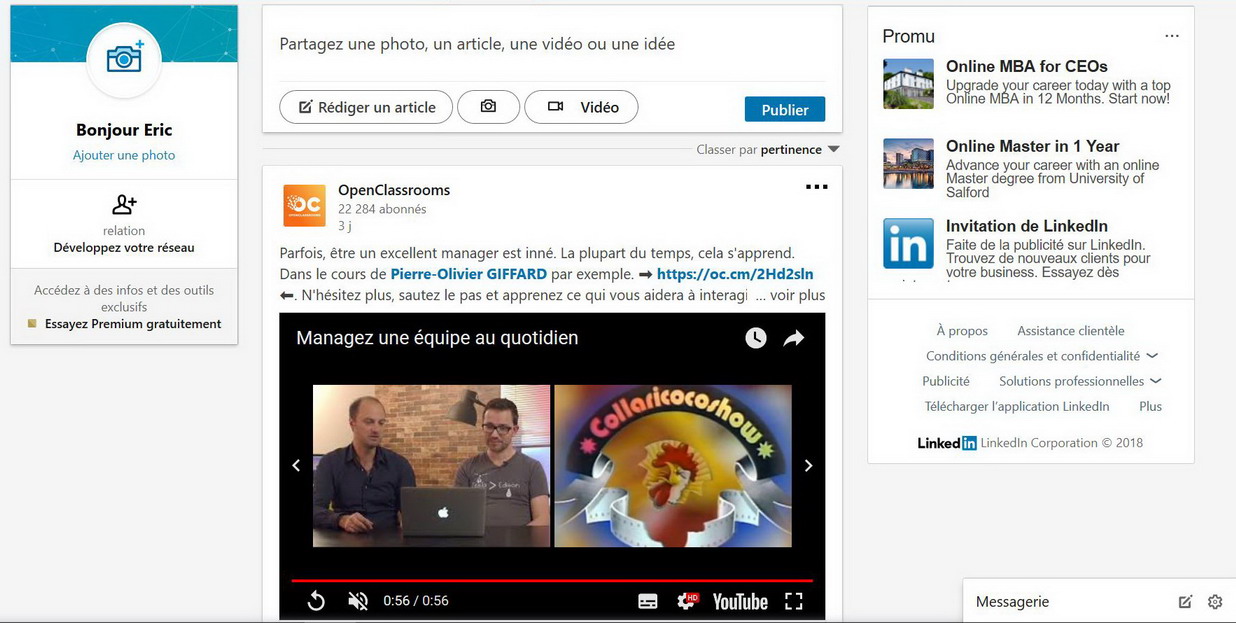 Bonjour Eric
Ajouter une photo
relation
Développez votre réseau
Accédez à des infos et des outils
exclusifs
Essayez Premium gratuitement
Partagez une photo, un article, une vidéo ou une idée
Rédiger un article
Vidéo
Publier
Classer par pertinence
OC
OpenClassrooms
22 284 abonnés
3 j
Parfois, être un excellent manager est inné. La plupart du temps, cela s'apprend.
Dans le cours de Pierre-Olivier GIFFARD par exemple. ➡ https://oc.cm/2Hd2sln
⬅. N'hésitez plus, sautez le pas et apprenez ce qui vous aidera à interagi ... voir plus
Managez une équipe au quotidien
Collaricocoshow
0:56 / 0:56
HD
YouTube
Promu
Online MBA for CEOs
Upgrade your career today with a top
Online MBA in 12 Months. Start now!
Online Master in 1 Year
Advance your career with an online
Master degree from University of
Salford
in
Invitation de LinkedIn
Faite de la publicité sur LinkedIn.
Trouvez de nouveaux clients pour
votre business. Essayez dès
À propos
Assistance clientèle
Conditions générales et confidentialité
Publicité
Solutions professionnelles
Télécharger l'application LinkedIn
Plus
LinkedIn LinkedIn Corporation © 2018
Messagerie